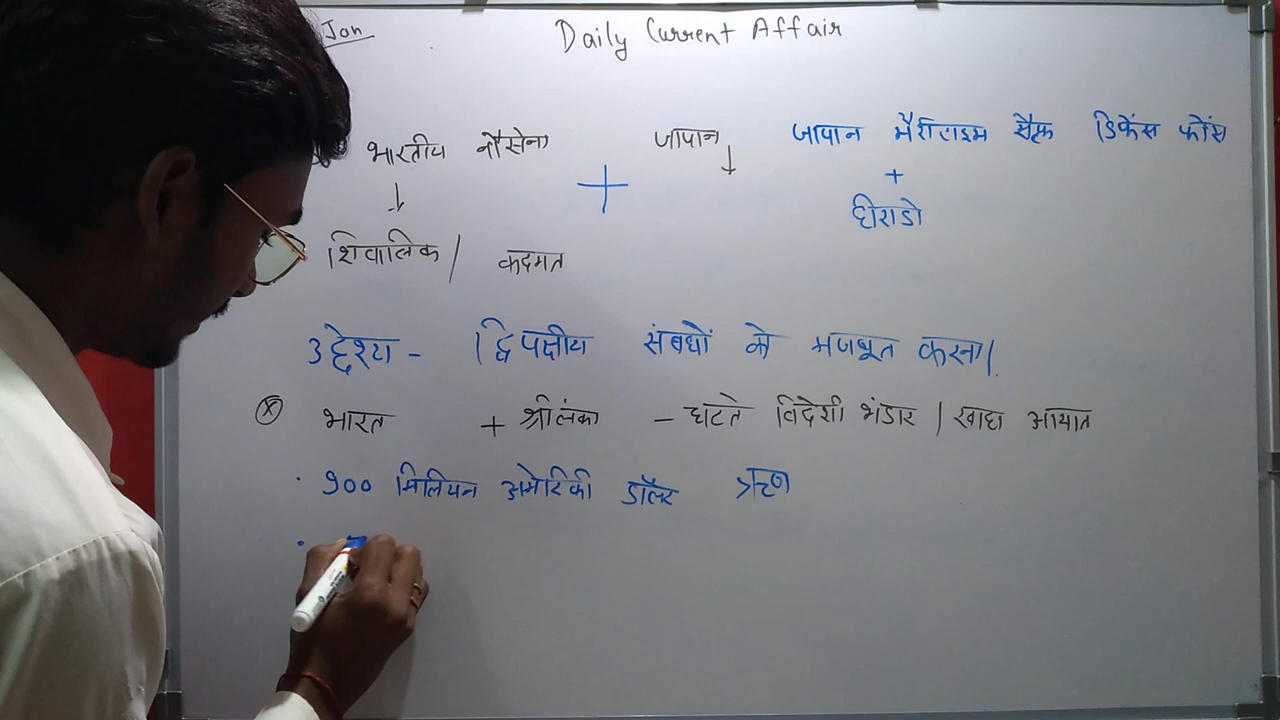 Jan Daily Current Affair
भारतीय नौसेना + जापान ↓ जापान मैरीटाइम सैल्फ डिफेंस फोर्स
↓ + हीराडो
शिवालिक / कदमत
उद्देश्य - द्विपक्षीय संबधों को मजबूत करना।
(x) भारत + श्रीलंका - घटते विदेशी भंडार / खाद्य आयात
· 900 मिलियन अमेरिकी डॉलर ऋण
·